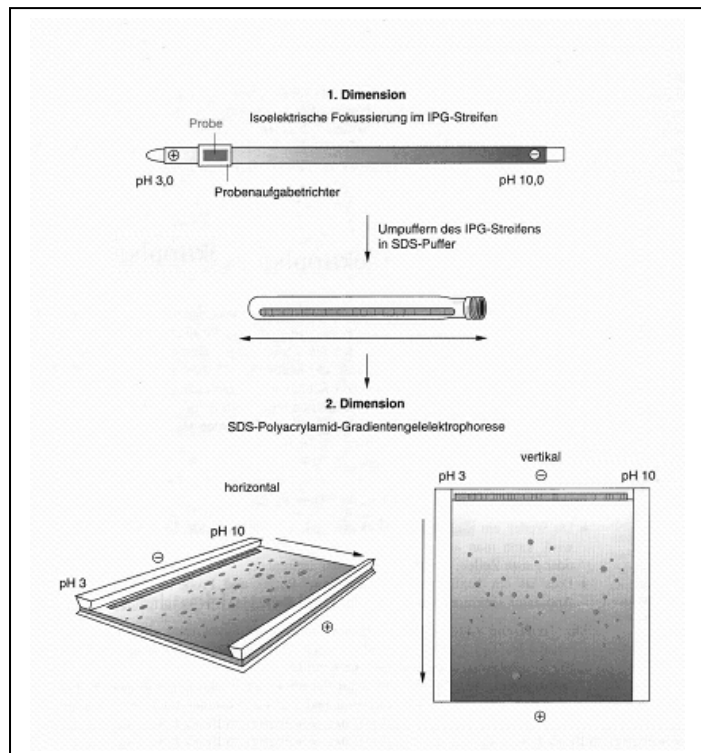 1. Dimension
Isoelektrische Fokussierung im IPG-Streifen
Probe
⊕
⊖
pH 3,0
Probenaufgabetrichter
pH 10,0
Umpuffern des IPG-Streifens
in SDS-Puffer
2. Dimension
SDS-Polyacrylamid-Gradientengelelektrophorese
horizontal
pH 10
⊖
pH 3
⊕
vertikal
pH 3
⊖
pH 10
⊕